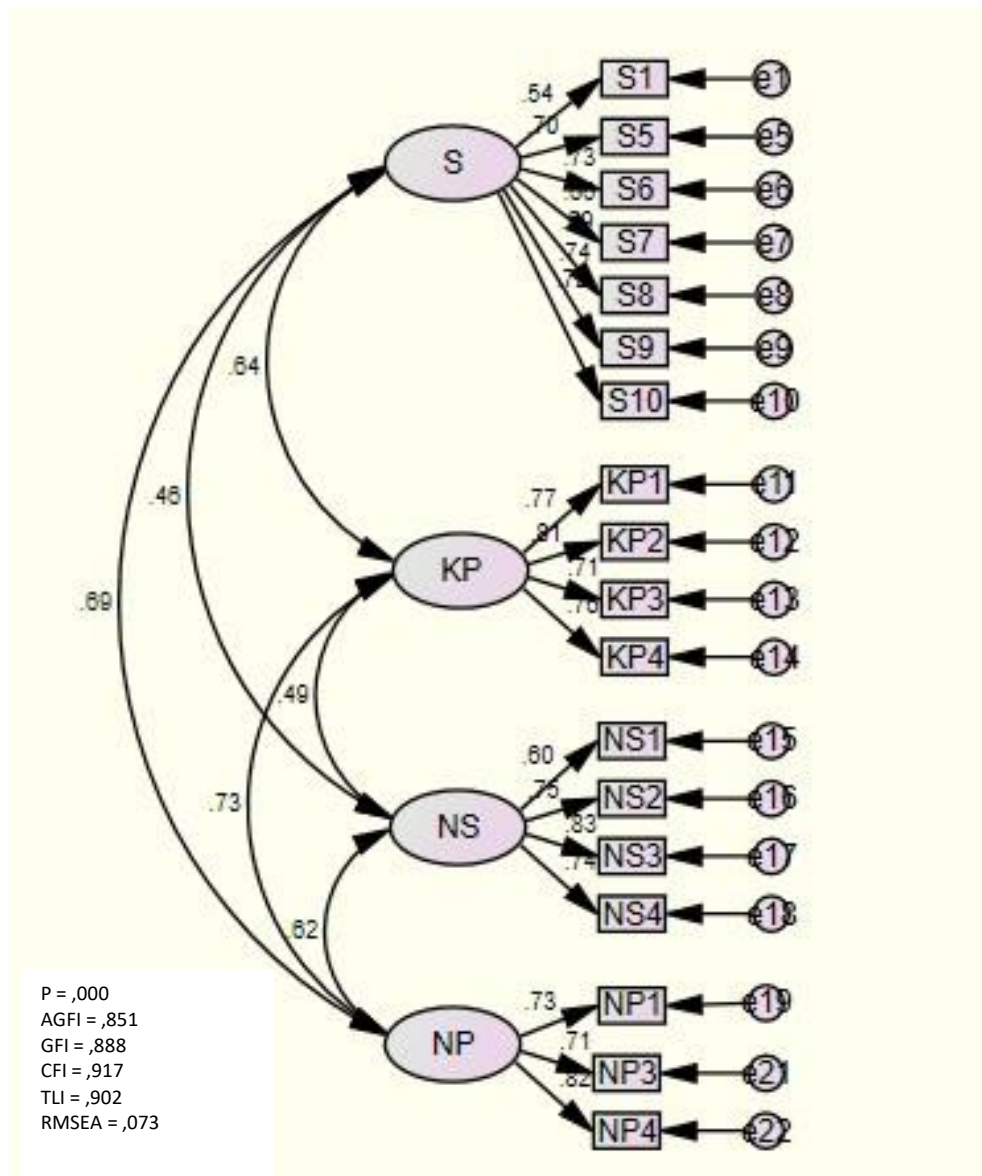 .54
S1
e1
.70
S5
e5
S
.73
S6
e6
S7
e7
.74
S8
e8
S9
e9
S10
e10
.64
.46
.69
KP1
e11
.77
.81
KP2
e12
KP
.71
KP3
e13
.76
KP4
e14
.49
.73
NS1
e15
.60
.75
NS2
e16
NS
.83
NS3
e17
.74
NS4
e18
.62
NP1
e19
.73
NP
.71
NP3
e21
.82
NP4
e22
P = ,000
AGFI = ,851
GFI = ,888
CFI = ,917
TLI = ,902
RMSEA = ,073